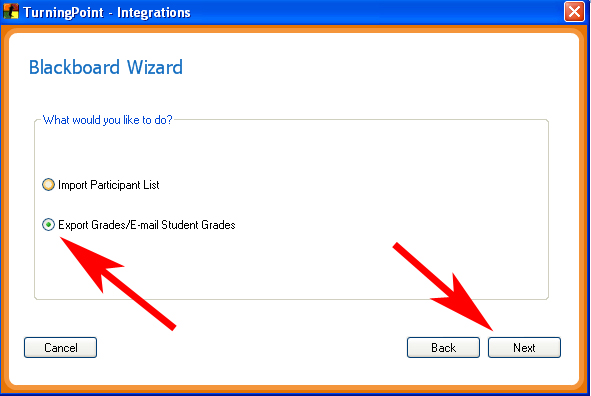 TurningPoint - Integrations
Blackboard Wizard
What would you like to do?
Import Participant List
Export Grades/E-mail Student Grades
Cancel
Back
Next